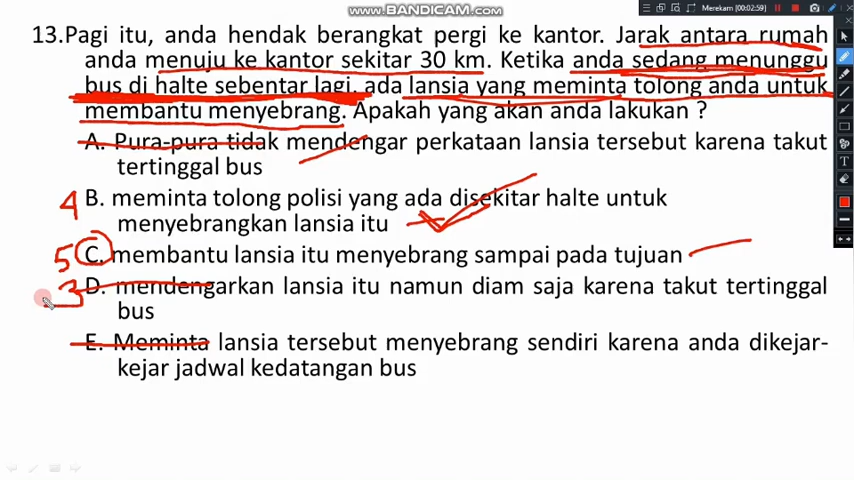 www.BANDICAM.com
Merekam (00:02:59)
13.Pagi itu, anda hendak berangkat pergi ke kantor. Jarak antara rumah
anda menuju ke kantor sekitar 30 km. Ketika anda sedang menunggu
bus di halte sebentar lagi, ada lansia yang meminta tolong anda untuk
membantu menyebrang. Apakah yang akan anda lakukan ?
A. Pura-pura tidak mendengar perkataan lansia tersebut karena takut
tertinggal bus
4 B. meminta tolong polisi yang ada disekitar halte untuk
menyebrangkan lansia itu
5 C. membantu lansia itu menyebrang sampai pada tujuan
3 D. mendengarkan lansia itu namun diam saja karena takut tertinggal
bus
E. Meminta lansia tersebut menyebrang sendiri karena anda dikejar-
kejar jadwal kedatangan bus